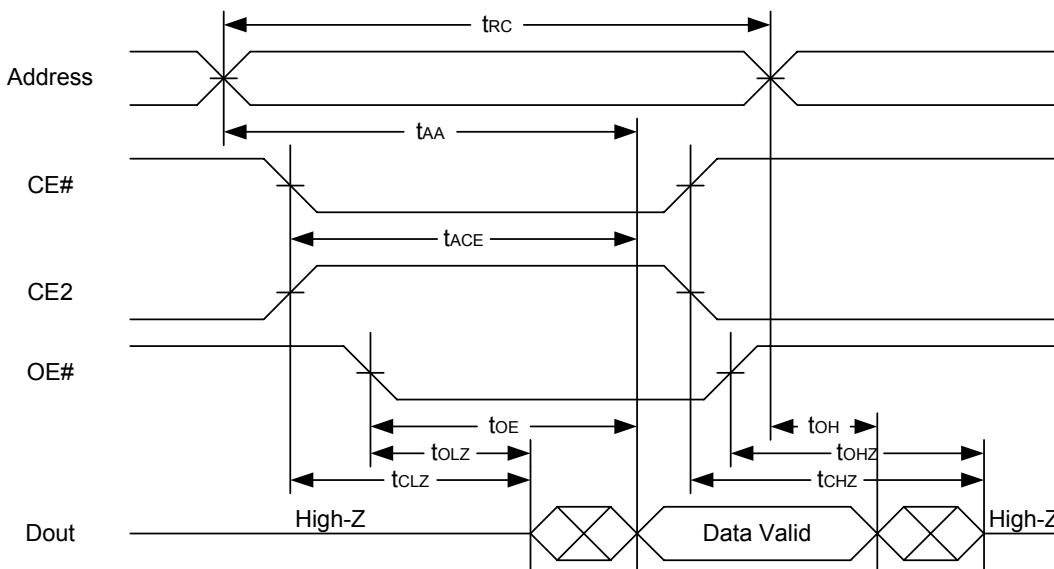 tRC
Address
tAA
CE#
tACE
CE2
OE#
tOE
tOH
tOLZ
tOHZ
tCLZ
tCHZ
High-Z
High-Z
Dout
Data Valid